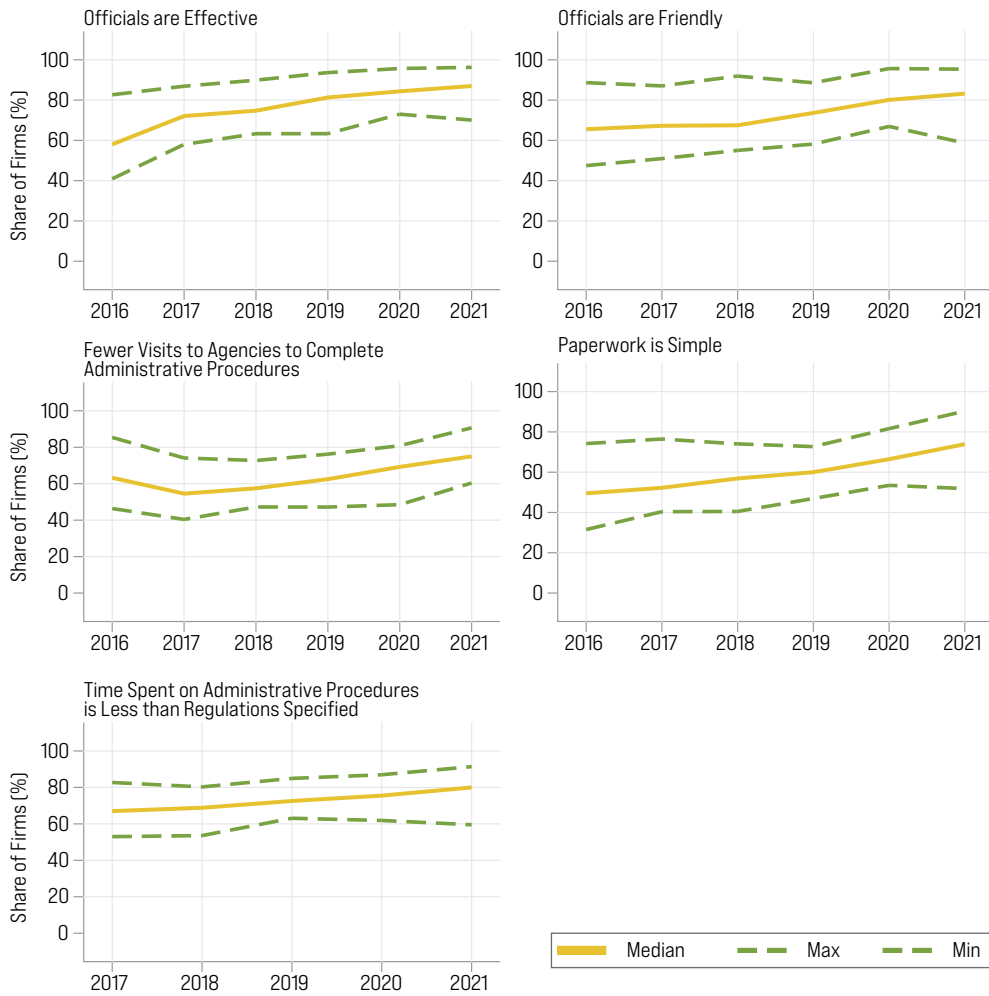 Officials are Effective
Share of Firms (%)
100
80
60
40
20
0
2016 2017 2018 2019 2020 2021
Officials are Friendly
100
80
60
40
20
0
2016 2017 2018 2019 2020 2021
Fewer Visits to Agencies to Complete
Administrative Procedures
Share of Firms (%)
100
80
60
40
20
0
2016 2017 2018 2019 2020 2021
Paperwork is Simple
100
80
60
40
20
0
2016 2017 2018 2019 2020 2021
Time Spent on Administrative Procedures
is Less than Regulations Specified
Share of Firms (%)
100
80
60
40
20
0
2017 2018 2019 2020 2021
Median Max Min